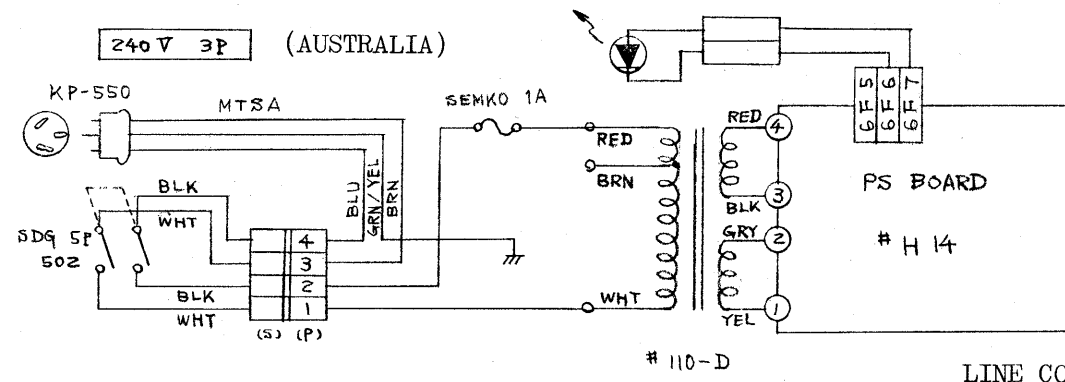 240V 3P (AUSTRALIA)
KP-550
MTSA
SEMKO 1A
6F5
6F6
6F7
RED
BRN
RED
4
PS BOARD
BLK
WHT
BLU
GRN/YEL
BRN
BLK
3
GRY
2
# H 14
SDG 5P
502
4
3
2
1
BLK
WHT
WHT
YEL
1
(S) (P)
# 110-D
LINE CO